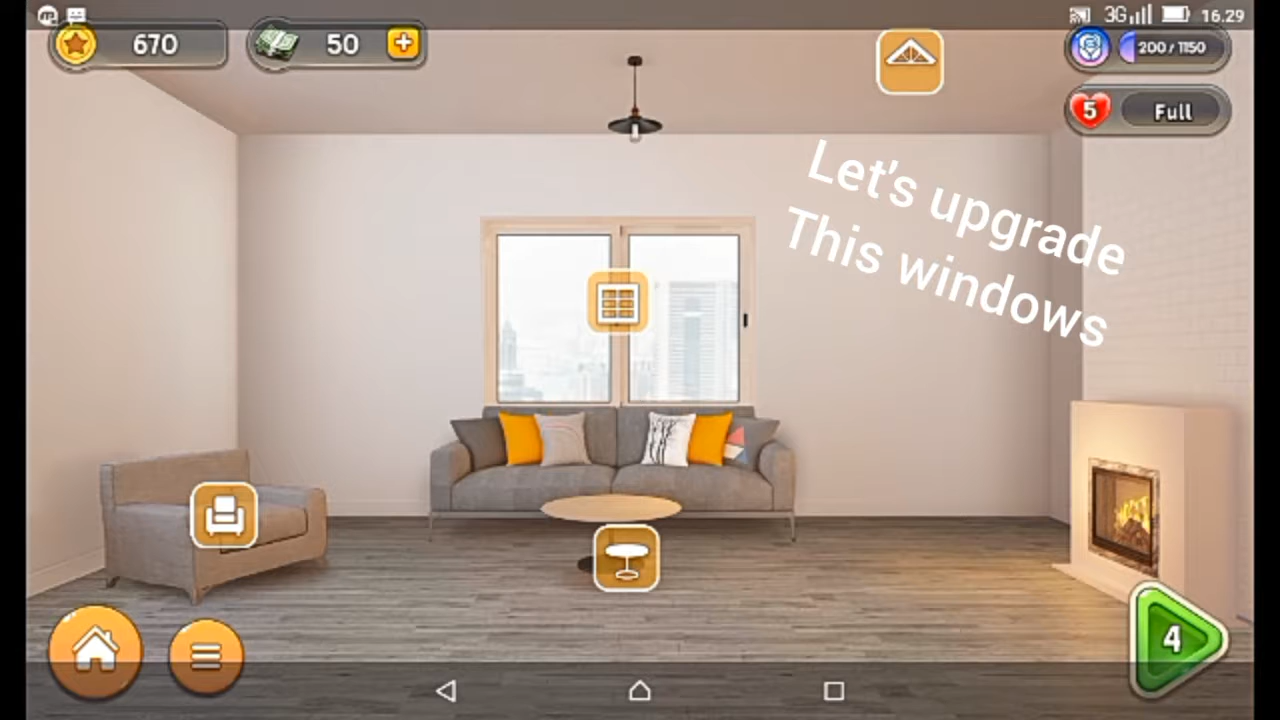 3G 16.29
670
50
200 / 1150
5 Full
Let's upgrade
This windows
4